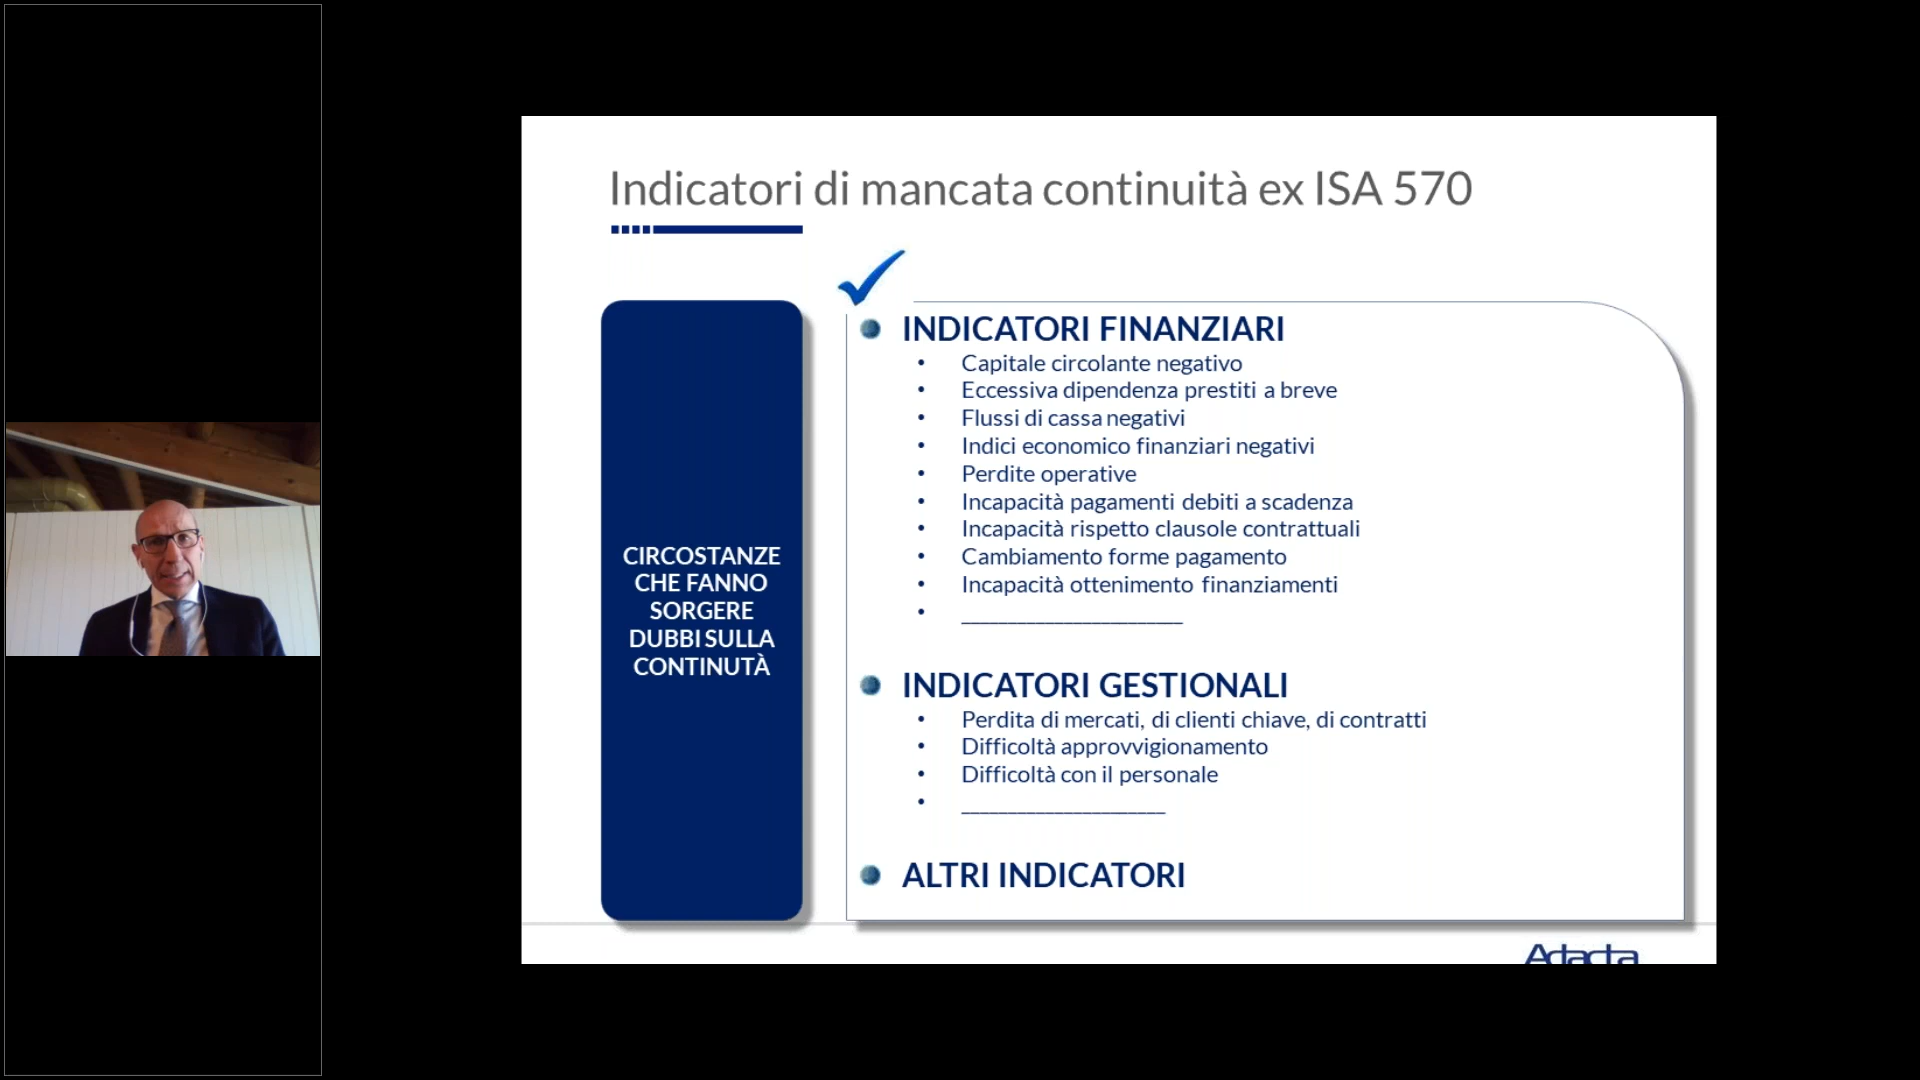 Indicatori di mancata continuità ex ISA 570
CIRCOSTANZE
CHE FANNO
SORGERE
DUBBI SULLA
CONTINUTÀ
INDICATORI FINANZIARI
• Capitale circolante negativo
• Eccessiva dipendenza prestiti a breve
• Flussi di cassa negativi
• Indici economico finanziari negativi
• Perdite operative
• Incapacità pagamenti debiti a scadenza
• Incapacità rispetto clausole contrattuali
• Cambiamento forme pagamento
• Incapacità ottenimento finanziamenti
• ____________________
INDICATORI GESTIONALI
• Perdita di mercati, di clienti chiave, di contratti
• Difficoltà approvvigionamento
• Difficoltà con il personale
• ___________________
ALTRI INDICATORI
Adacta